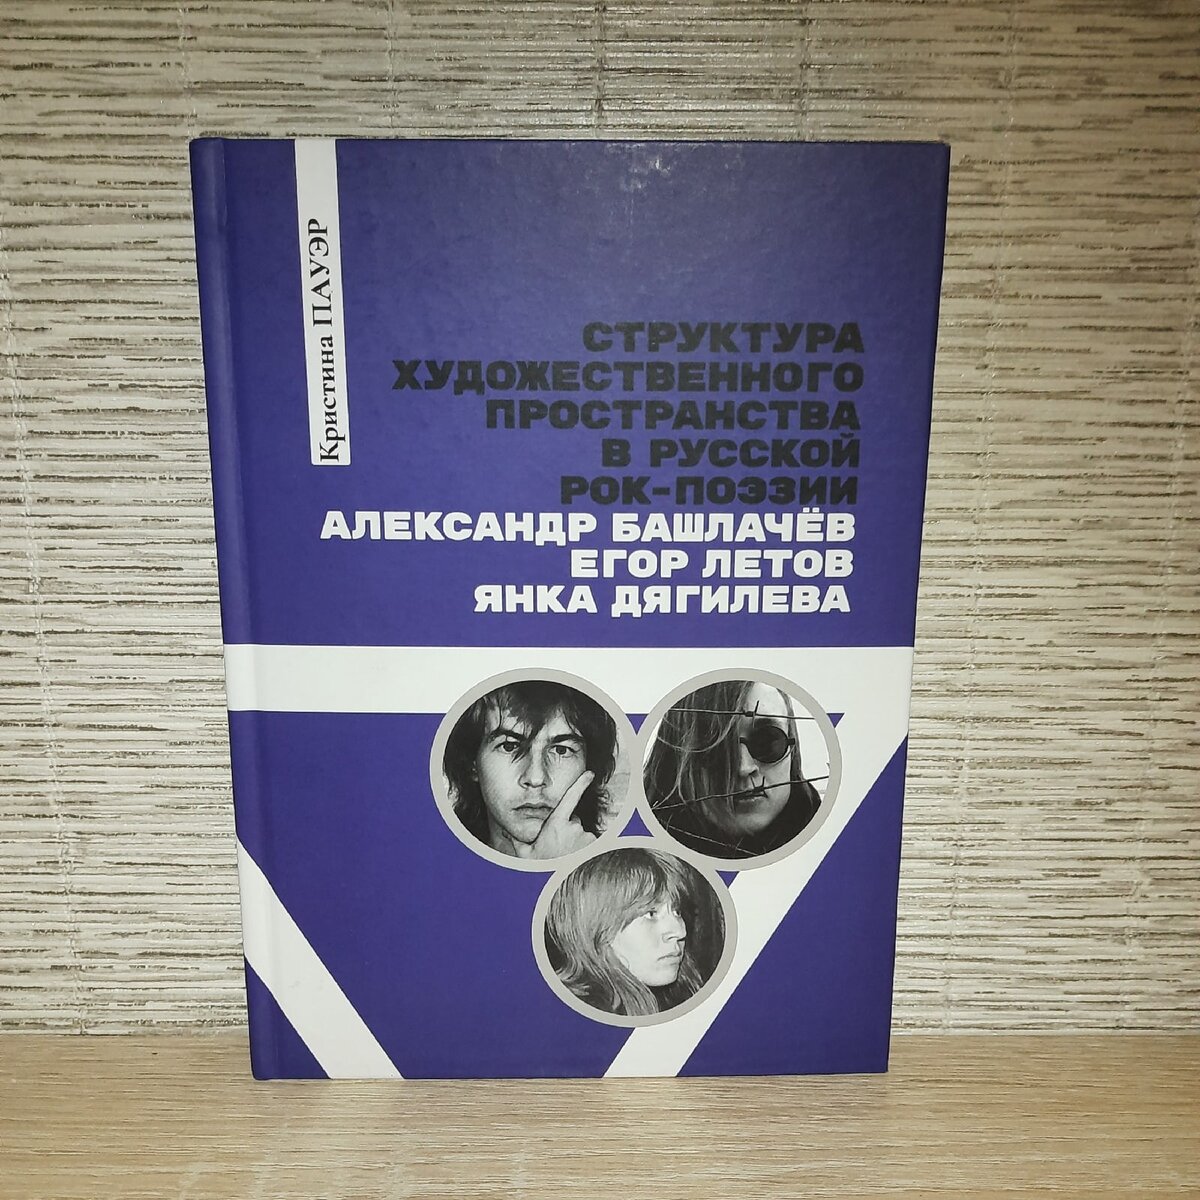 Кристина ПАУЭР
СТРУКТУРА
ХУДОЖЕСТВЕННОГО
ПРОСТРАНСТВА
В РУССКОЙ
РОК-ПОЭЗИИ
АЛЕКСАНДР БАШЛАЧЁВ
ЕГОР ЛЕТОВ
ЯНКА ДЯГИЛЕВА